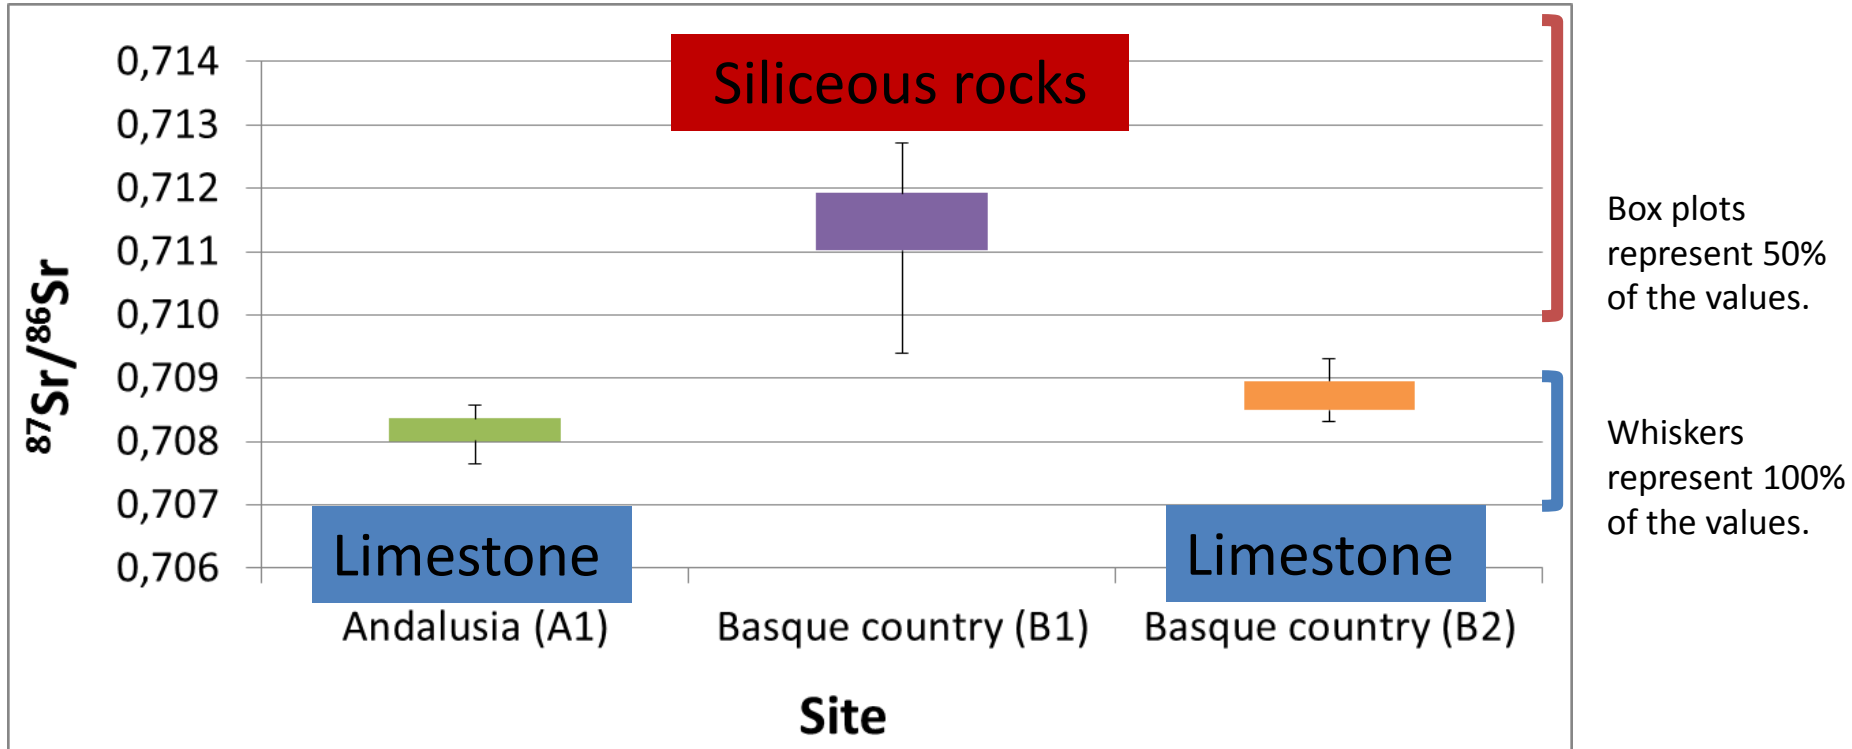 0,714
0,713
0,712
0,711
0,710
0,709
0,708
0,707
0,706
⁸⁷Sr/⁸⁶Sr
Siliceous rocks
Limestone
Limestone
Andalusia (A1)
Basque country (B1)
Basque country (B2)
Site
Box plots
represent 50%
of the values.
Whiskers
represent 100%
of the values.